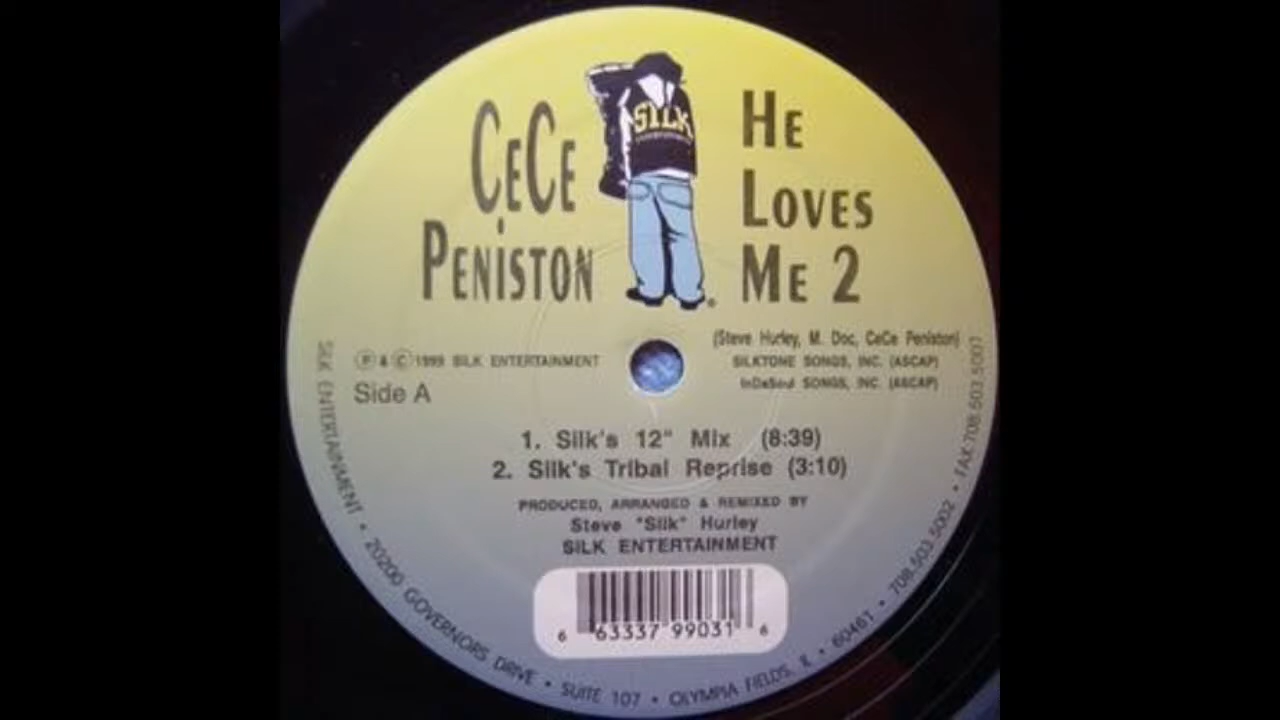 CeCe
Peniston
SILK
He
Loves
Me 2
(Steve Hurley, M. Doc, CeCe Peniston)
SILKTONE SONGS, INC. (ASCAP)
InDaSoul SONGS, INC. (ASCAP)
Ⓟ & © 1999 SILK ENTERTAINMENT
Side A
1. Silk's 12" Mix (8:39)
2. Silk's Tribal Reprise (3:10)
PRODUCED, ARRANGED & REMIXED BY
Steve "Silk" Hurley
SILK ENTERTAINMENT
6 63337 99031 6
SILK ENTERTAINMENT • 20200 GOVERNORS DRIVE • SUITE 107 • OLYMPIA FIELDS, IL • 60461 • 708.503.5002 • FAX:708.503.5007